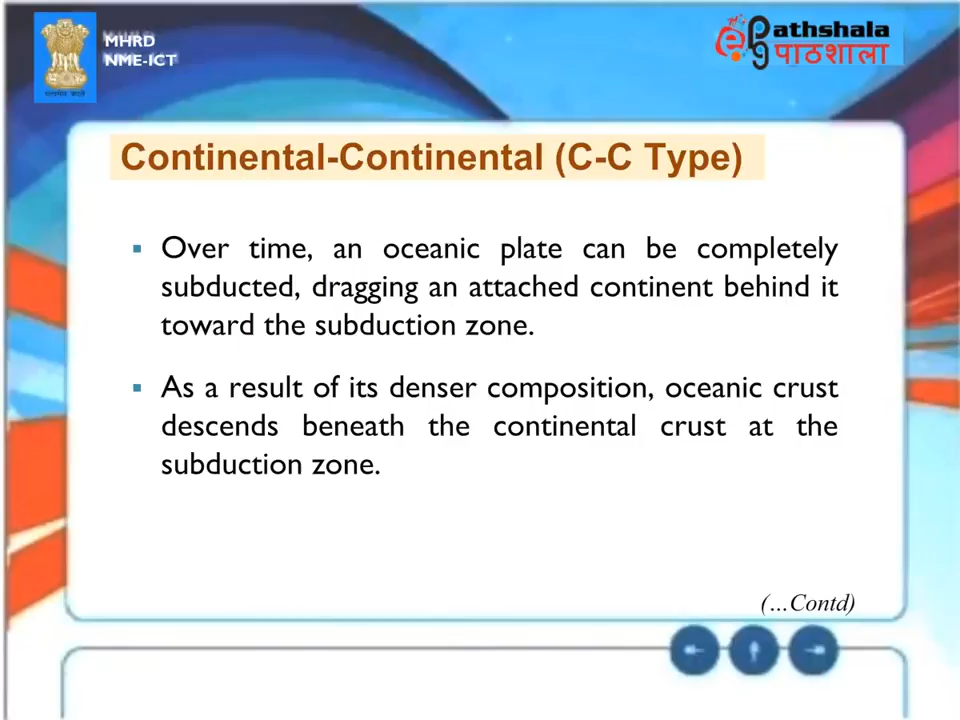 MHRD
NME-ICT
Pathshala
पाठशाला
Continental-Continental (C-C Type)
Over time, an oceanic plate can be completely
subducted, dragging an attached continent behind it
toward the subduction zone.
As a result of its denser composition, oceanic crust
descends beneath the continental crust at the
subduction zone.
(...Contd)